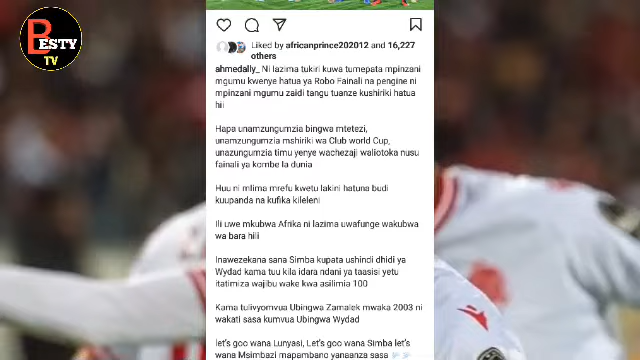 BESTY
TV
Liked by africanprince202012 and 16,227
others
ahmedally_ Ni lazima tukiri kuwa tumepata mpinzani
mgumu kwenye hatua ya Robo Fainali na pengine ni
mpinzani mgumu zaidi tangu tuanze kushiriki hatua
hii
Hapa unamzungumzia bingwa mtetezi,
unamzungumzia mshiriki wa Club world Cup,
unazungumzia timu yenye wachezaji waliotoka nusu
fainali ya kombe la dunia
Huu ni mlima mrefu kwetu lakini hatuna budi
kuupanda na kufika kileleni
Ili uwe mkubwa Afrika ni lazima uwafunge wakubwa
wa bara hili
Inawezekana sana Simba kupata ushindi dhidi ya
Wydad kama tuu kila idara ndani ya taasisi yetu
itatimiza wajibu wake kwa asilimia 100
Kama tulivyomvua Ubingwa Zamalek mwaka 2003 ni
wakati sasa kumvua Ubingwa Wydad
let's goo wana Lunyasi, Let's goo wana Simba let's
wana Msimbazi mapambano yanaanza sasa